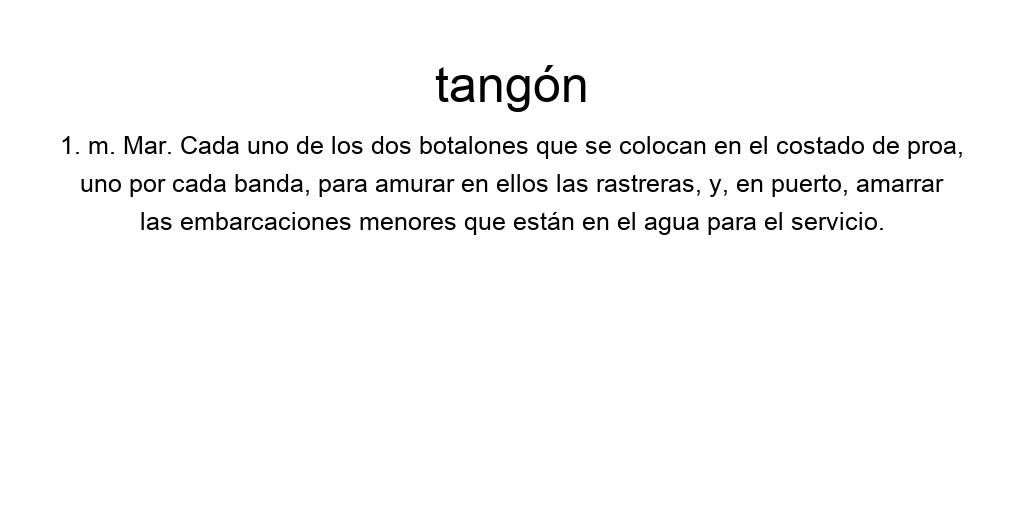 tangón
1. m. Mar. Cada uno de los dos botalones que se colocan en el costado de proa,
uno por cada banda, para amurar en ellos las rastreras, y, en puerto, amarrar
las embarcaciones menores que están en el agua para el servicio.